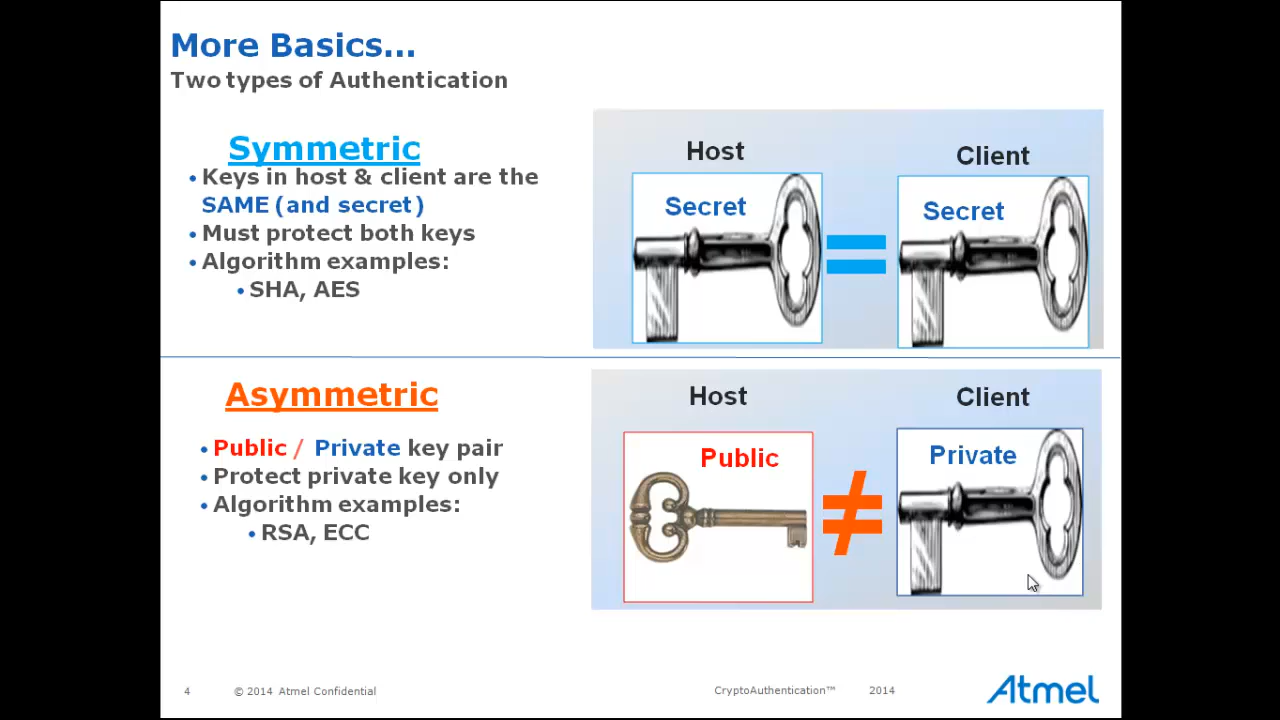 More Basics...
Two types of Authentication
Symmetric
• Keys in host & client are the
SAME (and secret)
• Must protect both keys
• Algorithm examples:
• SHA, AES
Host
Client
Secret
Secret
=
Asymmetric
• Public / Private key pair
• Protect private key only
• Algorithm examples:
• RSA, ECC
Host
Client
Public
Private
≠
4
© 2014 Atmel Confidential
CryptoAuthentication™
2014
Atmel